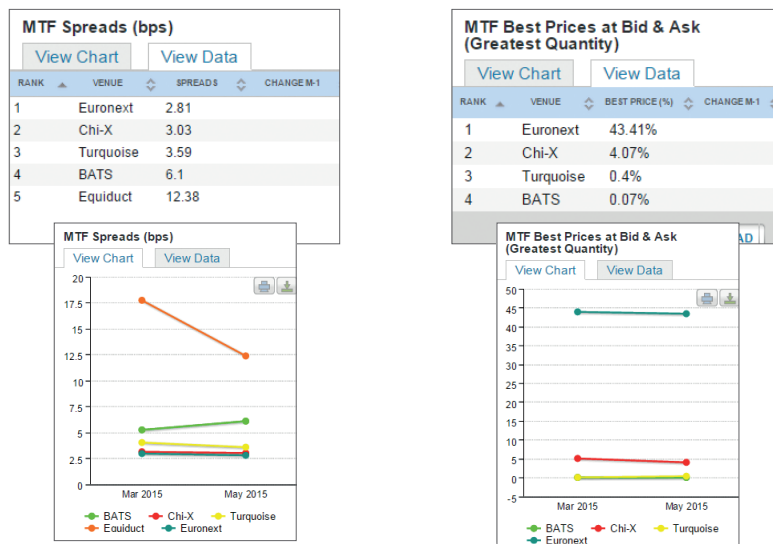 MTF Spreads (bps)
View Chart View Data
RANK VENUE SPREADS CHANGE M-1
1 Euronext 2.81
2 Chi-X 3.03
3 Turquoise 3.59
4 BATS 6.1
5 Equiduct 12.38
MTF Spreads (bps)
View Chart View Data
20
17.5
15
12.5
10
7.5
5
2.5
0
Mar 2015 May 2015
BATS Chi-X Turquoise
Equiduct Euronext
MTF Best Prices at Bid & Ask
(Greatest Quantity)
View Chart View Data
RANK VENUE BEST PRICE (%) CHANGE M-1
1 Euronext 43.41%
2 Chi-X 4.07%
3 Turquoise 0.4%
4 BATS 0.07%
AD
MTF Best Prices at Bid & Ask
(Greatest Quantity)
View Chart View Data
50
45
40
35
30
25
20
15
10
5
0
-5
Mar 2015 May 2015
BATS Chi-X Turquoise
Euronext